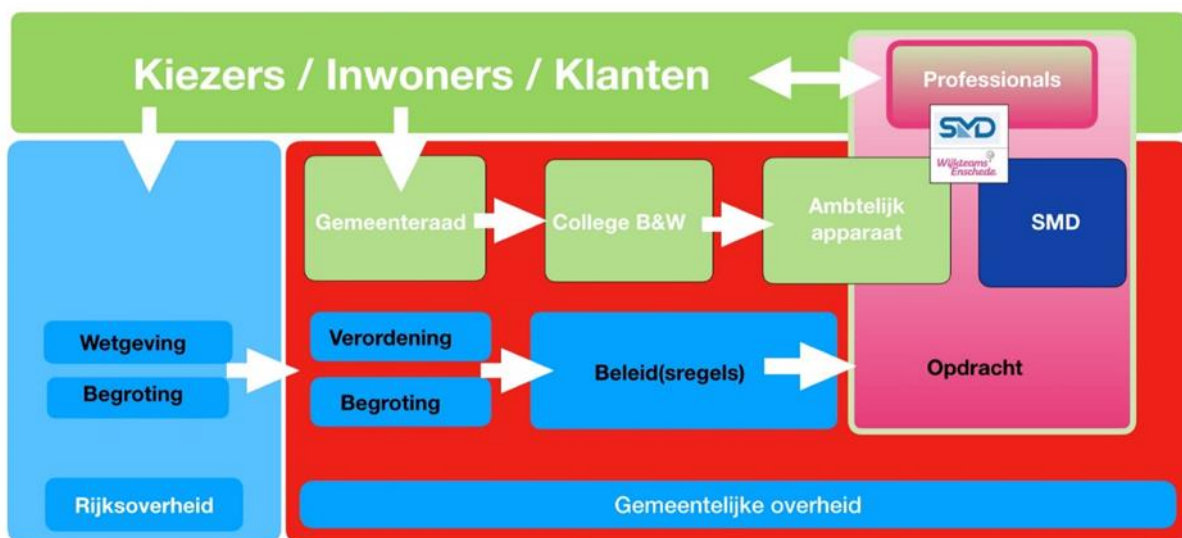 Kiezers / Inwoners / Klanten
Professionals
SMD
Wijkteams
Enschede
Gemeenteraad
College B&W
Ambtelijk
apparaat
SMD
Wetgeving
Begroting
Verordening
Begroting
Beleid(sregels)
Opdracht
Rijksoverheid
Gemeentelijke overheid